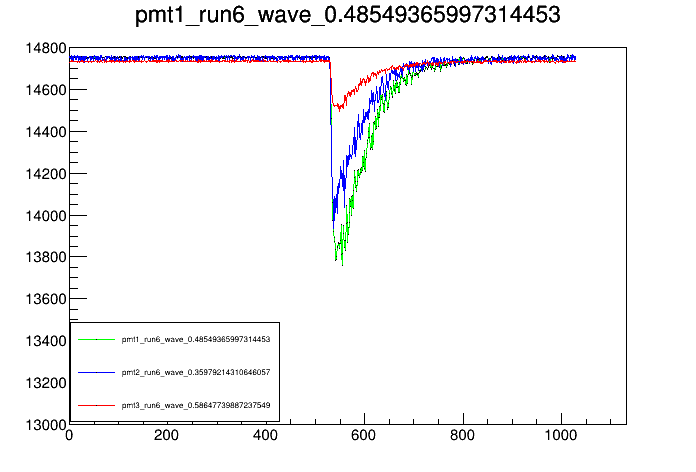 pmt1_run6_wave_0.48549365997314453
14800
14600
14400
14200
14000
13800
13600
13400
13200
13000
pmt1_run6_wave_0.48549365997314453
pmt2_run6_wave_0.35979214310646057
pmt3_run6_wave_0.58647739887237549
0 200 400 600 800 1000